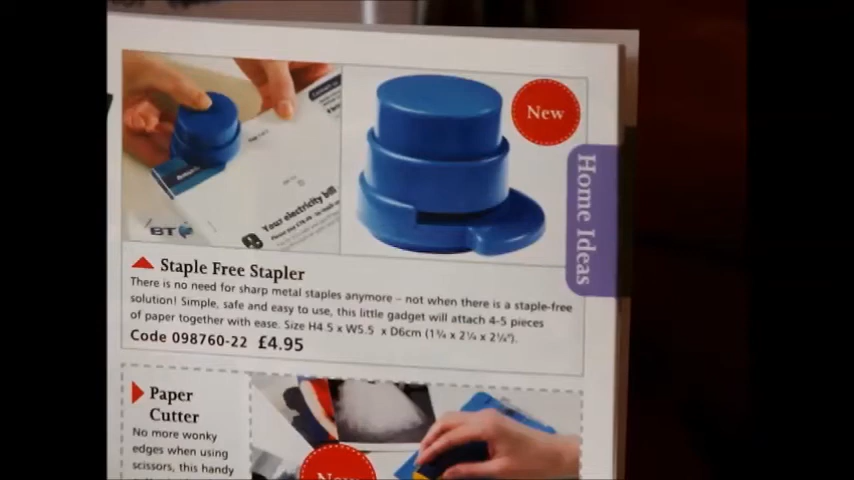 New
Home Ideas
BT
Your electricity bill
Staple Free Stapler
There is no need for sharp metal staples anymore – not when there is a staple-free
solution! Simple, safe and easy to use, this little gadget will attach 4-5 pieces
of paper together with ease. Size H4.5 x W5.5 x D6cm (1¾ x 2¼ x 2¼").
Code 098760-22 £4.95
Paper
Cutter
No more wonky
edges when using
scissors, this handy
New